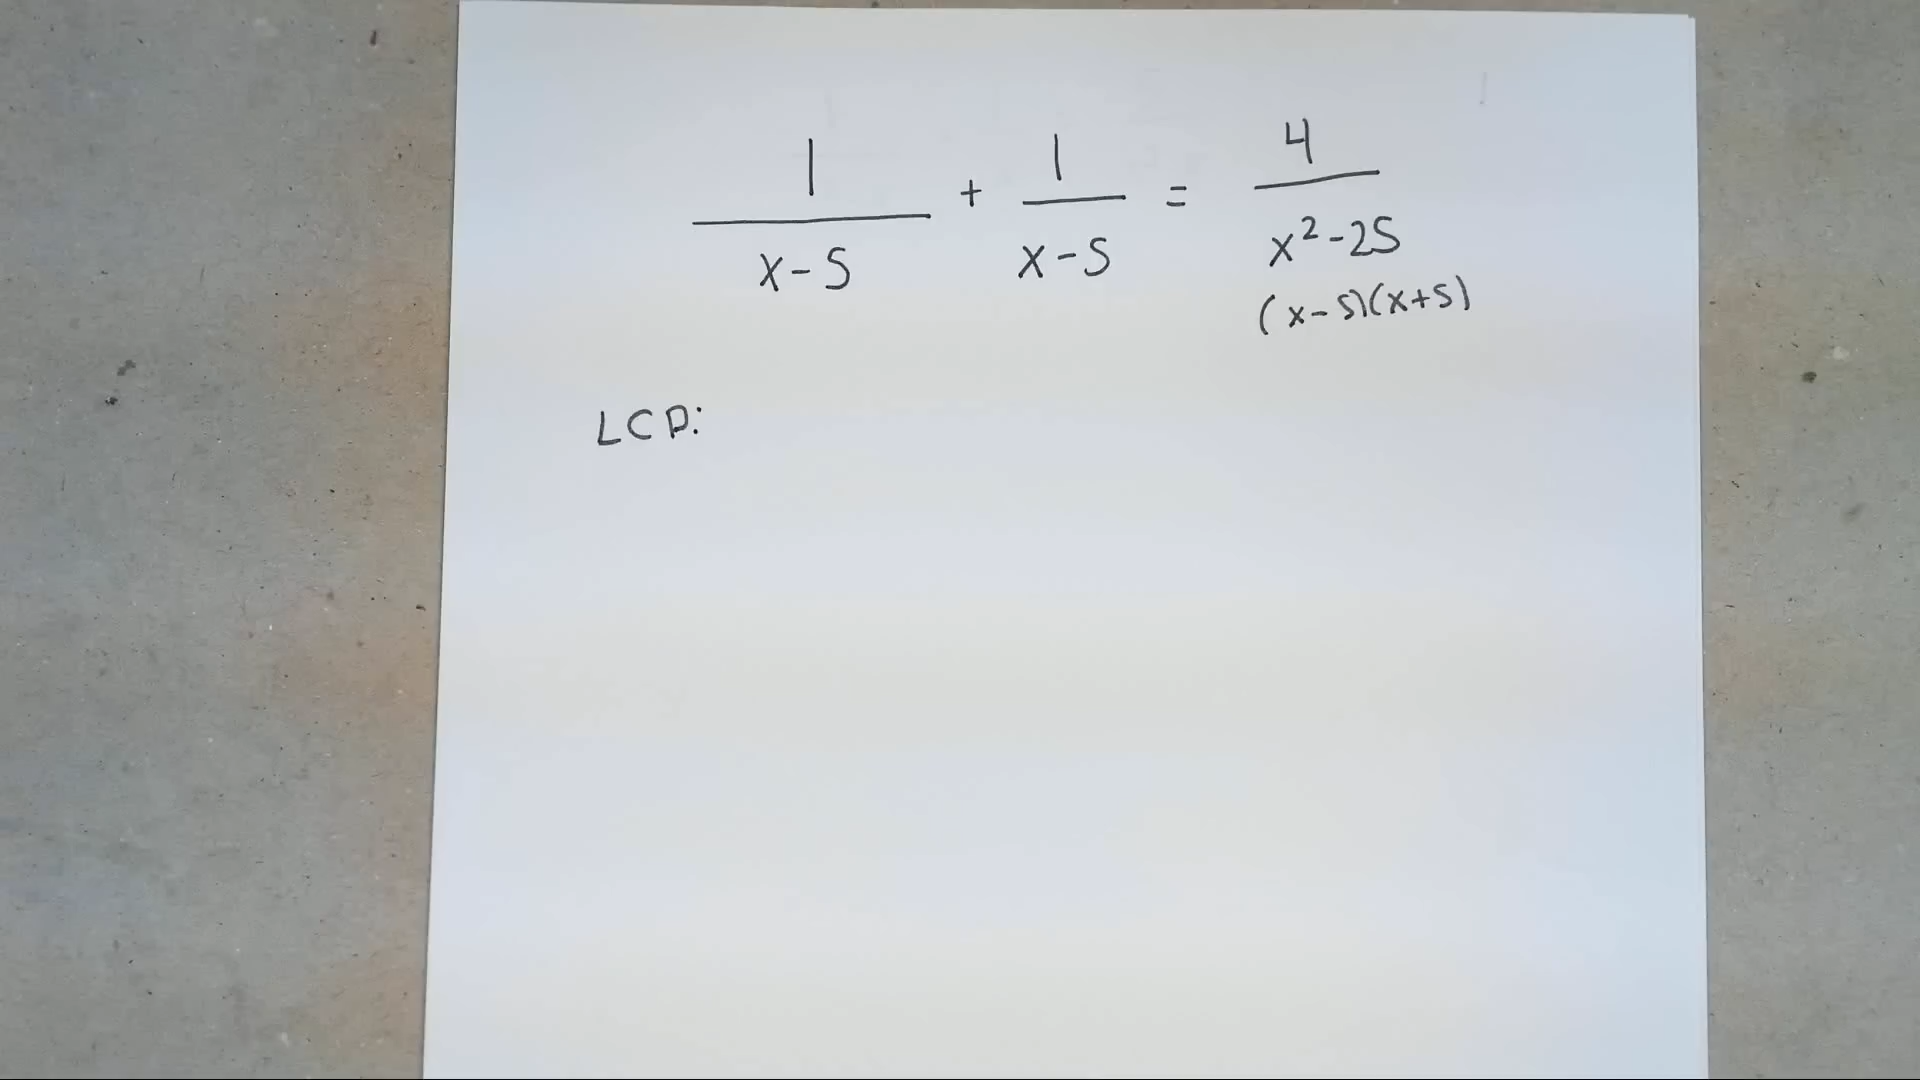 1/(x-5) + 1/(x-5) = 4/(x²-25)
(x-5)(x+5)
LCD: